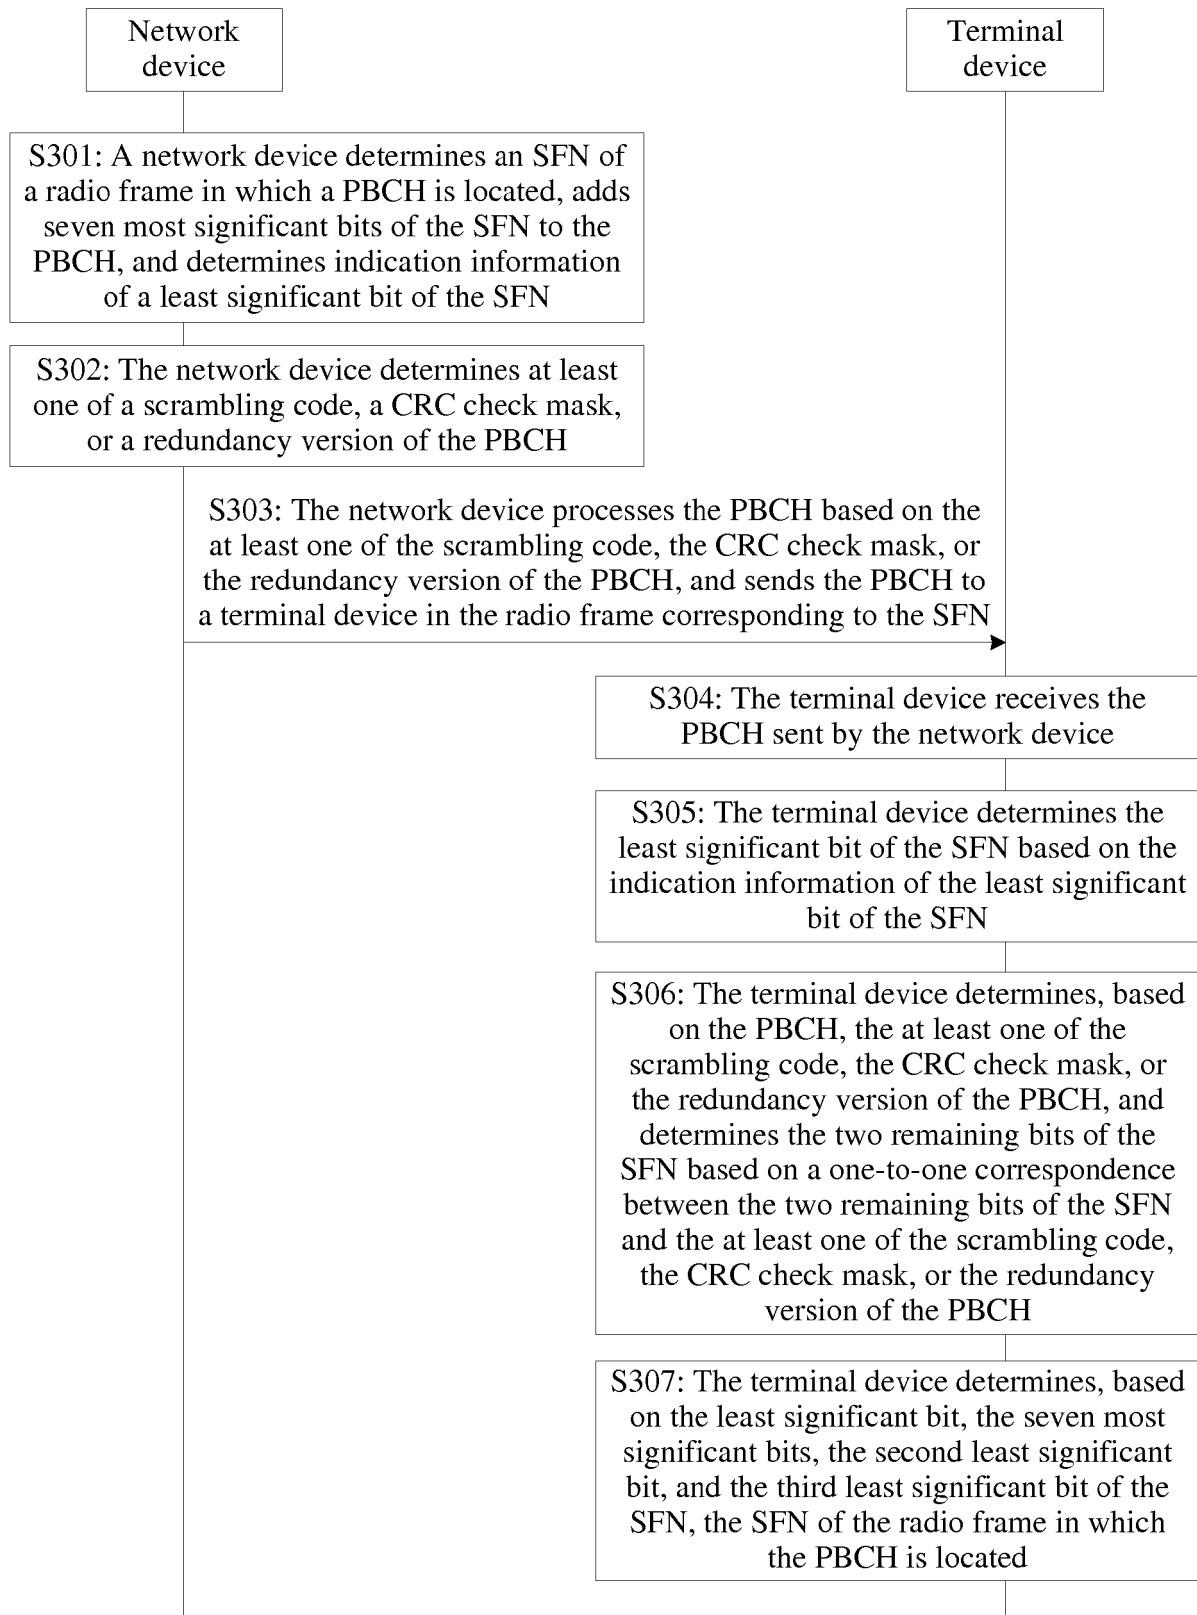 Network
device
Terminal
device
S301: A network device determines an SFN of
a radio frame in which a PBCH is located, adds
seven most significant bits of the SFN to the
PBCH, and determines indication information
of a least significant bit of the SFN
S302: The network device determines at least
one of a scrambling code, a CRC check mask,
or a redundancy version of the PBCH
S303: The network device processes the PBCH based on the
at least one of the scrambling code, the CRC check mask, or
the redundancy version of the PBCH, and sends the PBCH to
a terminal device in the radio frame corresponding to the SFN
S304: The terminal device receives the
PBCH sent by the network device
S305: The terminal device determines the
least significant bit of the SFN based on the
indication information of the least significant
bit of the SFN
S306: The terminal device determines, based
on the PBCH, the at least one of the
scrambling code, the CRC check mask, or
the redundancy version of the PBCH, and
determines the two remaining bits of the
SFN based on a one-to-one correspondence
between the two remaining bits of the SFN
and the at least one of the scrambling code,
the CRC check mask, or the redundancy
version of the PBCH
S307: The terminal device determines, based
on the least significant bit, the seven most
significant bits, the second least significant
bit, and the third least significant bit of the
SFN, the SFN of the radio frame in which
the PBCH is located